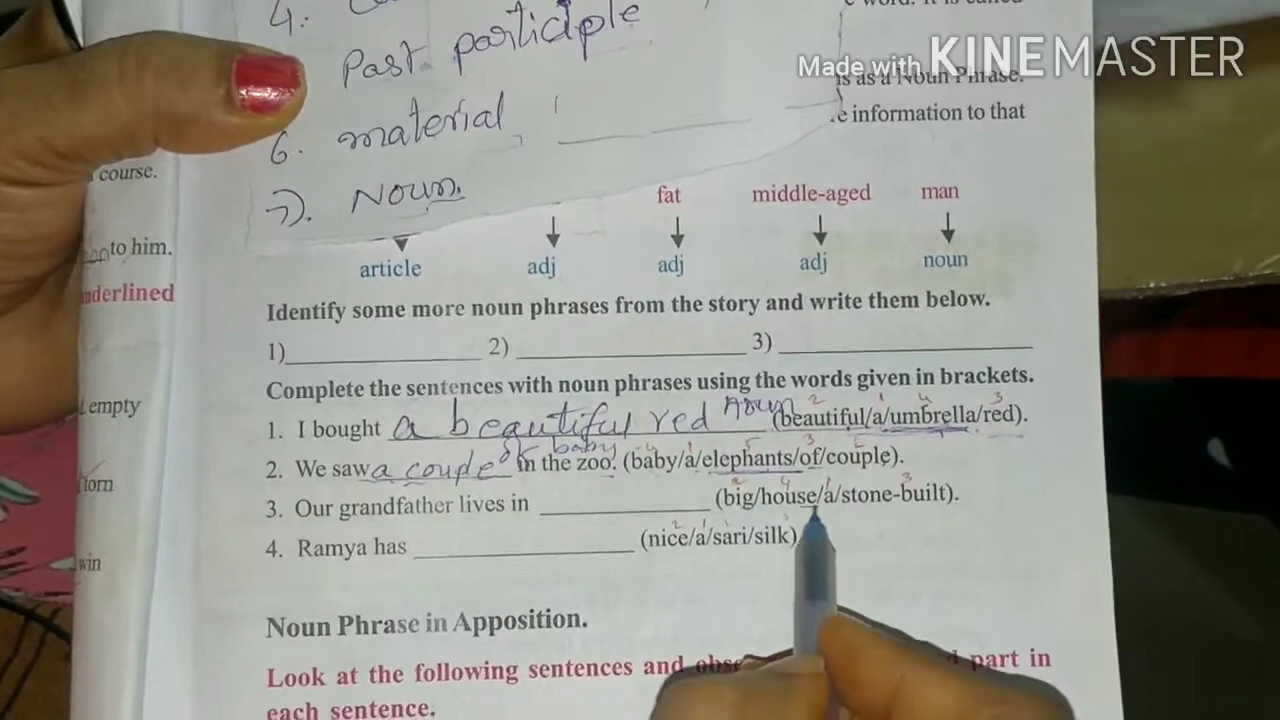 4.
Past participle
6. material
7). Noun.
e word. It is called
Made with KINEMASTER
is as a Noun Phrase.
e information to that
course.
to him.
underlined
empty
torn
win
fat middle-aged man
article adj adj adj noun
Identify some more noun phrases from the story and write them below.
1) 2) 3)
Complete the sentences with noun phrases using the words given in brackets.
1. I bought a beautiful red noun (beautiful/a/umbrella/red).
2. We saw a couple of baby in the zoo. (baby/a/elephants/of/couple).
3. Our grandfather lives in (big/house/a/stone-built).
4. Ramya has (nice/a/sari/silk)
Noun Phrase in Apposition.
Look at the following sentences and part in
each sentence.